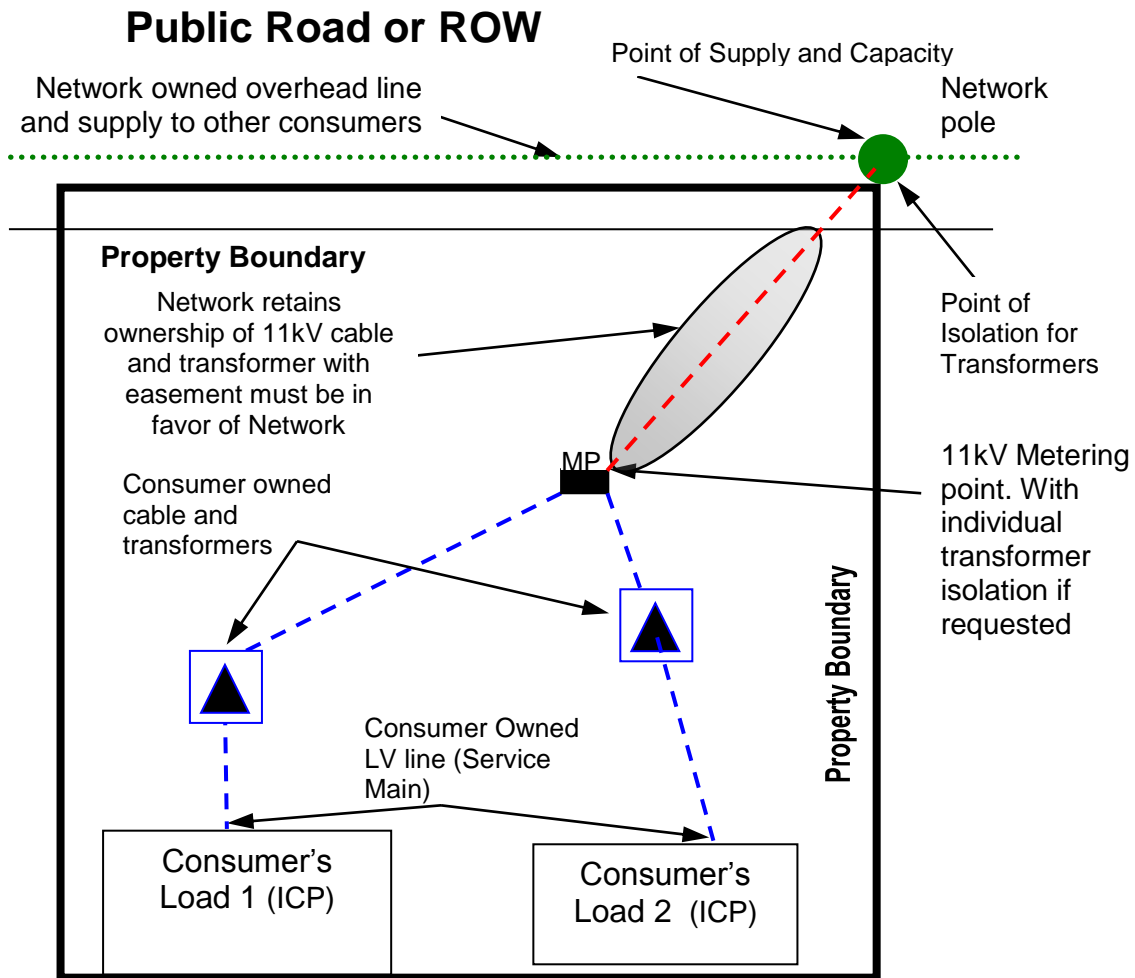 Public Road or ROW
Point of Supply and Capacity
Network owned overhead line
and supply to other consumers
Network
pole
Property Boundary
Network retains
ownership of 11kV cable
and transformer with
easement must be in
favor of Network
Point of
Isolation for
Transformers
MP
11kV Metering
point. With
individual
transformer
isolation if
requested
Consumer owned
cable and
transformers
Property Boundary
Consumer Owned
LV line (Service
Main)
Consumer’s
Load 1 (ICP)
Consumer’s
Load 2 (ICP)